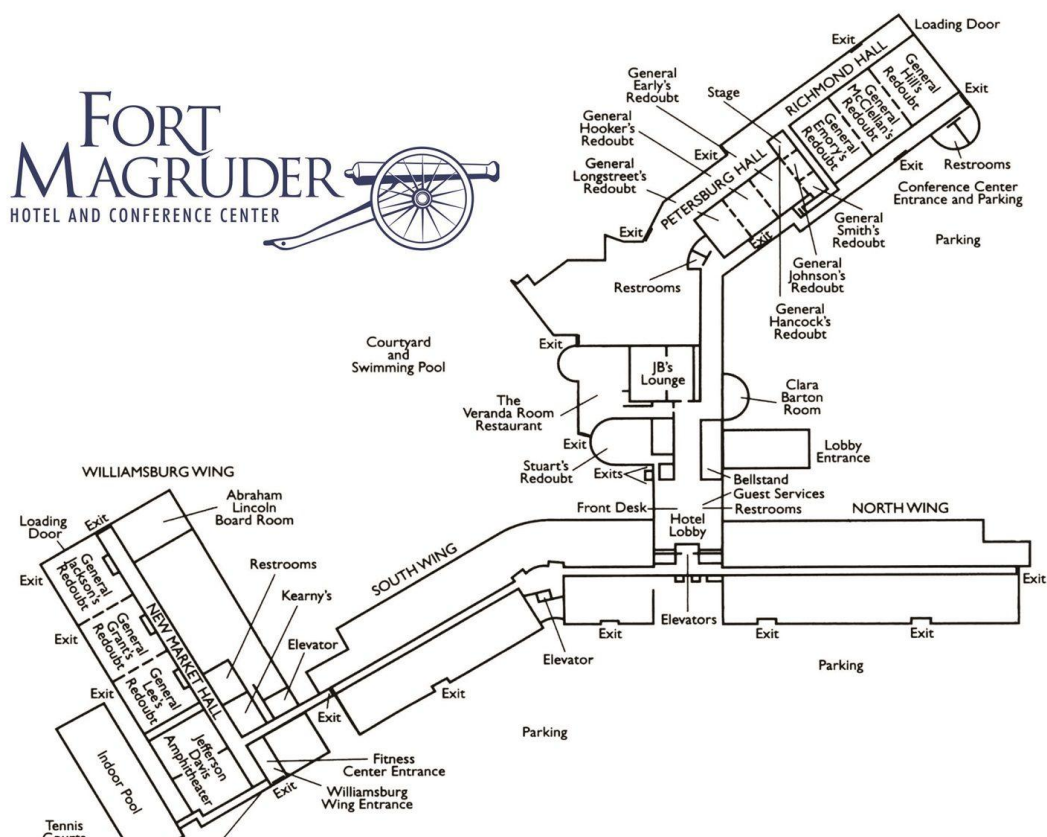 FORT
MAGRUDER
HOTEL AND CONFERENCE CENTER
Loading Door
Exit
RICHMOND HALL
General
Hill's
Redoubt
General
McClellan's
Redoubt
General
Emory's
Redoubt
Exit
General
Early's
Redoubt
Stage
General
Hooker's
Redoubt
General
Longstreet's
Redoubt
Exit
PETERSBURG HALL
Exit
Restrooms
Conference Center
Entrance and Parking
General
Smith's
Redoubt
Parking
Exit
Exit
General
Johnson's
Redoubt
General
Hancock's
Redoubt
Restrooms
Courtyard
and
Swimming Pool
Exit
JB's
Lounge
Clara
Barton
Room
The
Veranda Room
Restaurant
Exit
Lobby
Entrance
Stuart's
Redoubt
Exits
Bellstand
Guest Services
Restrooms
Front Desk
Hotel
Lobby
NORTH WING
WILLIAMSBURG WING
Abraham
Lincoln
Board Room
Loading
Door
Exit
SOUTH WING
General
Jackson's
Redoubt
Exit
Restrooms
Kearny's
NEW MARKET HALL
General
Grant's
Redoubt
Exit
Elevator
General
Lee's
Redoubt
Exit
Elevators
Exit
Exit
Exit
Exit
Elevator
Parking
Exit
Exit
Parking
Jefferson
Davis
Amphitheater
Indoor Pool
Fitness
Center Entrance
Exit
Williamsburg
Wing Entrance
Tennis
Courts